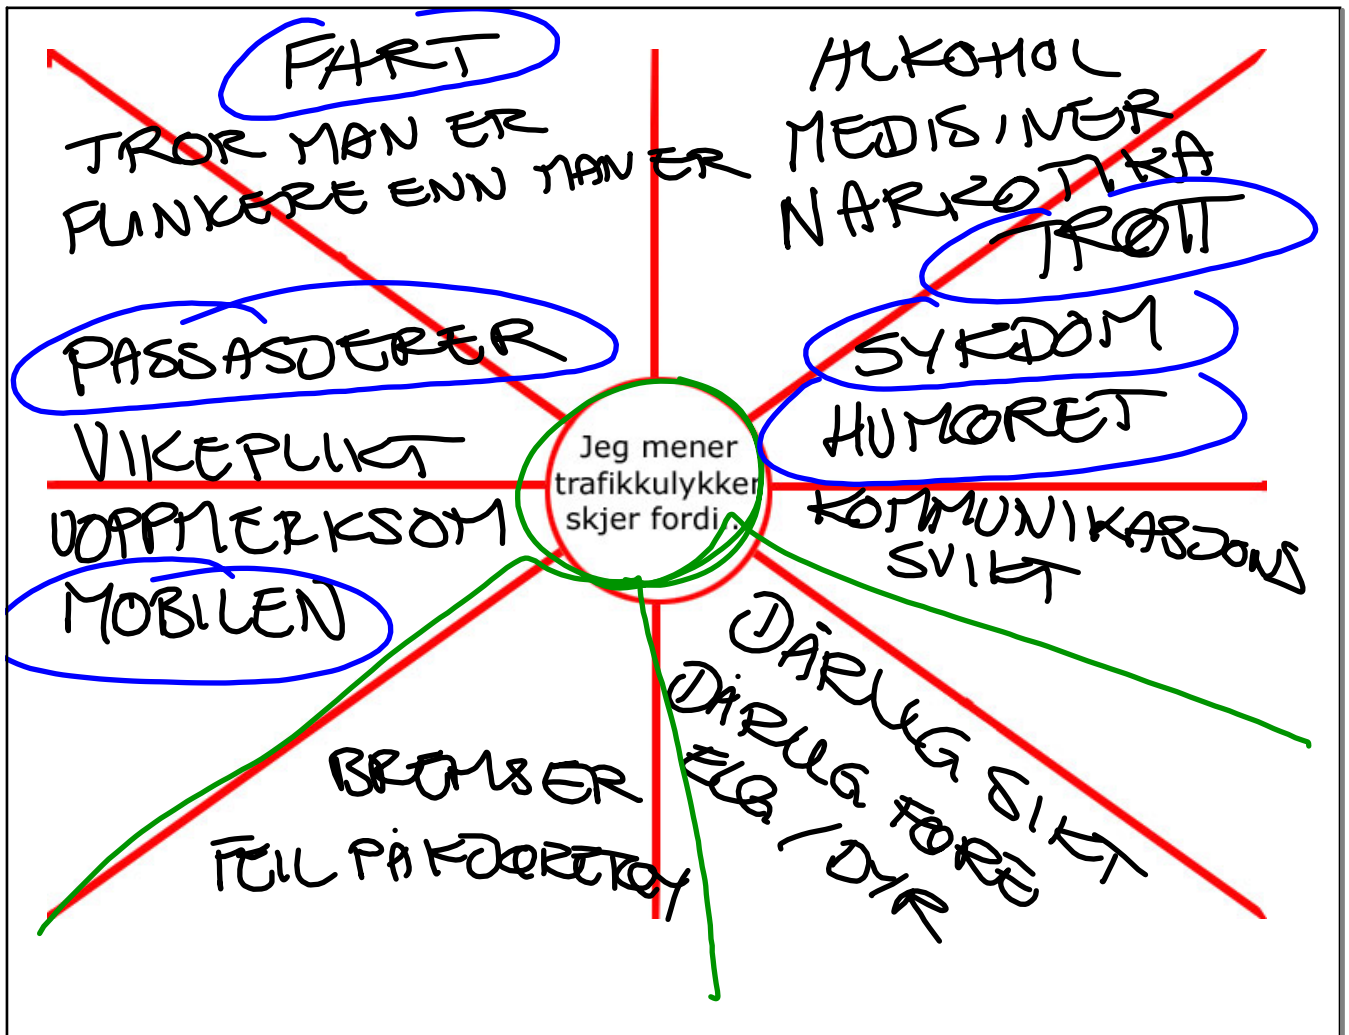 FART
TROR MAN ER
FLINKERE ENN MAN ER
PASSASJERER
VIKEPLIKT
UOPPMERKSOM
MOBILEN
ALKOHOL
MEDISINER
NARKOTIKA
TRØTT
SYKDOM
HUMØRET
KOMMUNIKASJONS
SVIKT
Jeg mener
trafikkulykker
skjer fordi...
DÅRLIG SIKT
DÅRLIG FØRE
ELG / DYR
BREMSER
FEIL PÅ KJØRETØY